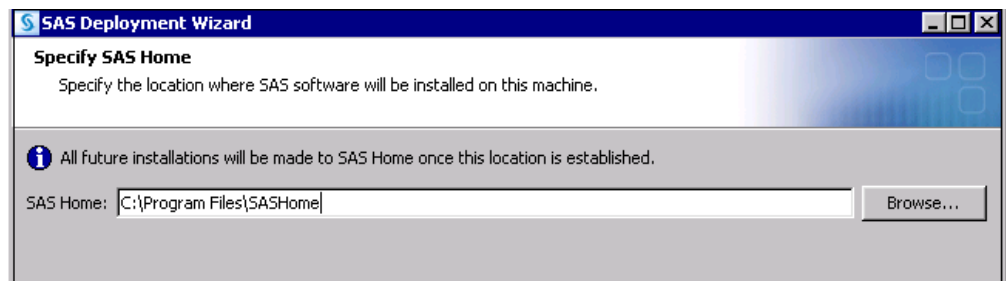 SAS Deployment Wizard
Specify SAS Home
Specify the location where SAS software will be installed on this machine.
All future installations will be made to SAS Home once this location is established.
SAS Home: C:\Program Files\SASHome Browse...